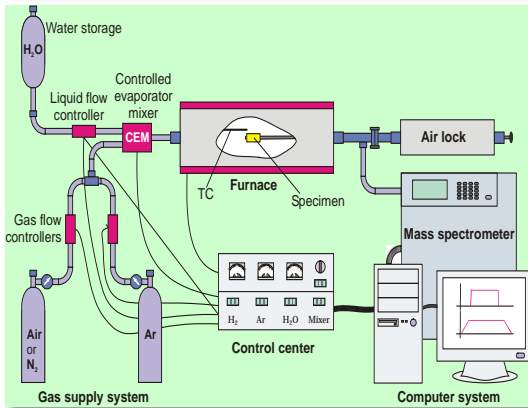 Water storage
H₂O
Controlled
evaporator
mixer
Liquid flow
controller
CEM
Air lock
TC
Furnace
Specimen
Gas flow
controllers
Mass spectrometer
H₂
Ar
H₂O
Mixer
Air
or
N₂
Ar
Control center
Gas supply system
Computer system